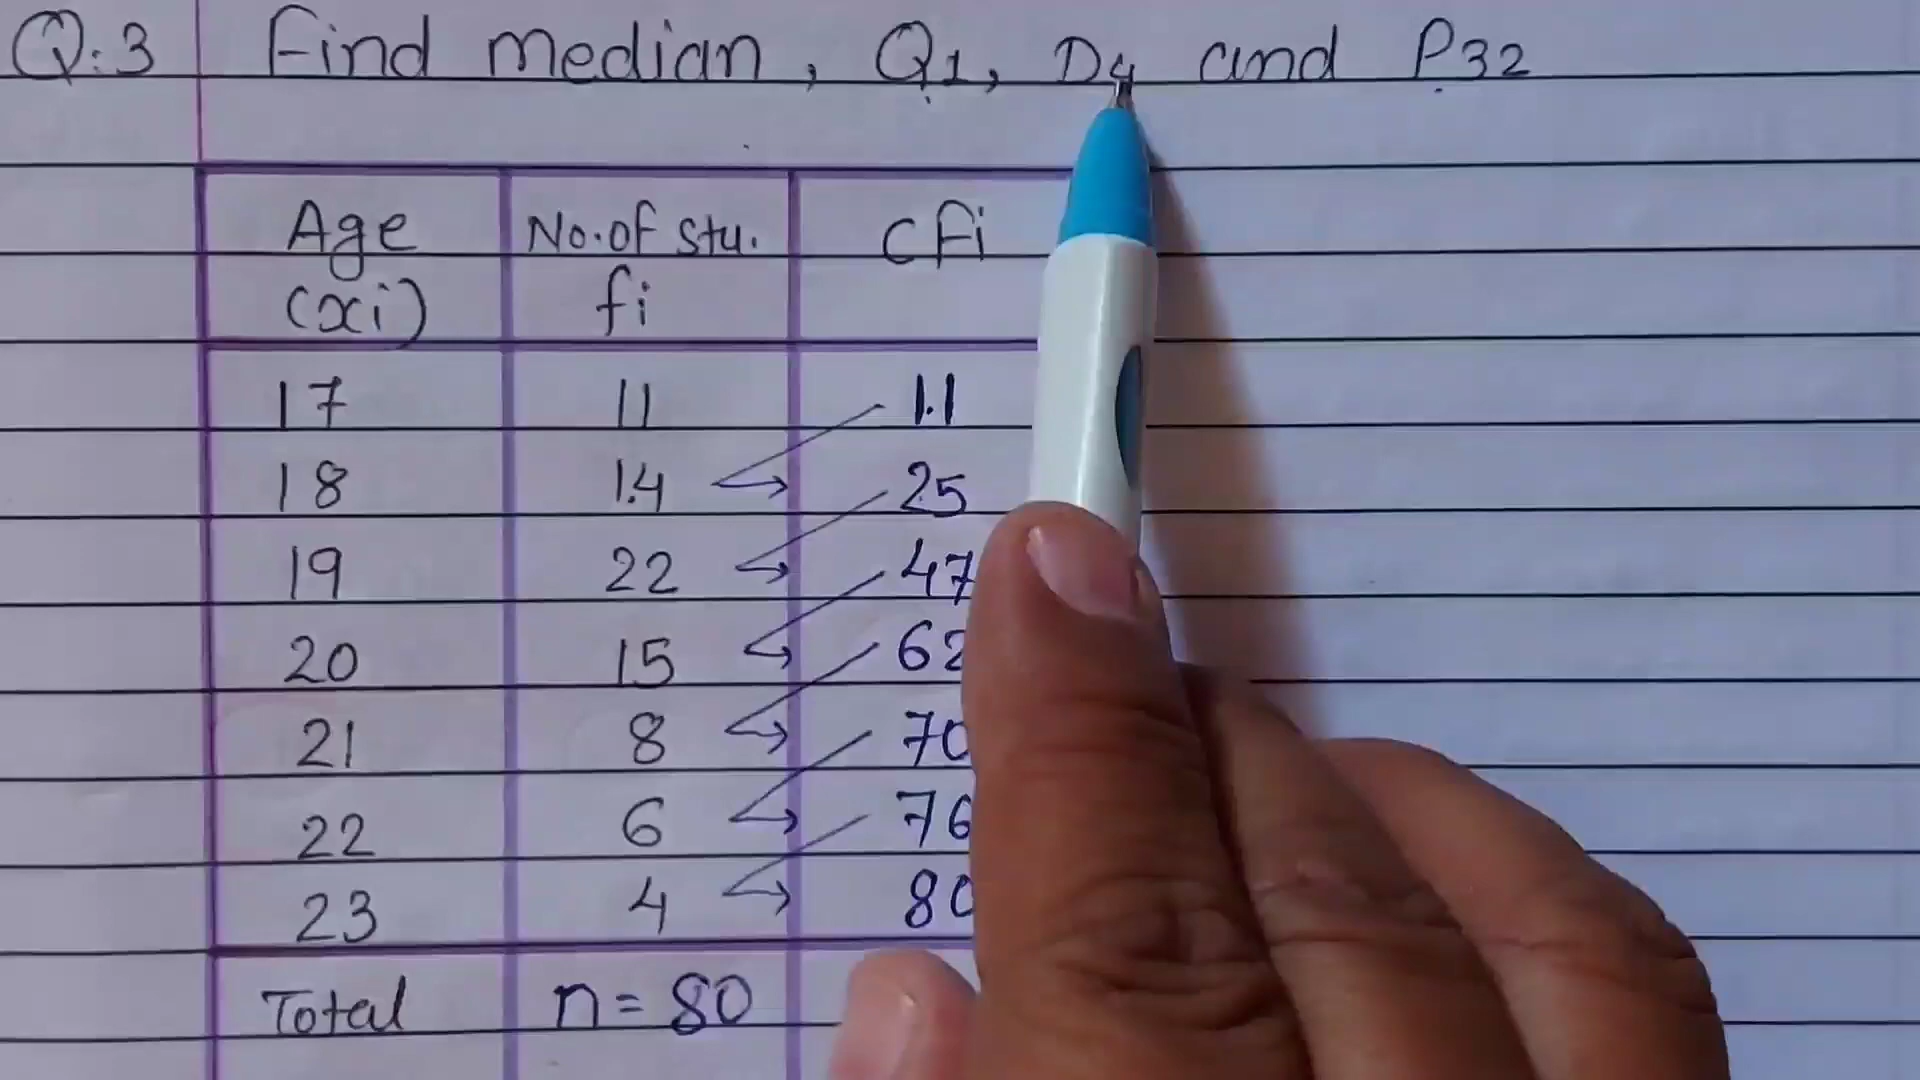 Q.3 Find median, Q1, D4 and P32
Age (xi) No.of stu. fi cfi
17 11 11
18 14 25
19 22 47
20 15 62
21 8 70
22 6 76
23 4 80
Total n = 80